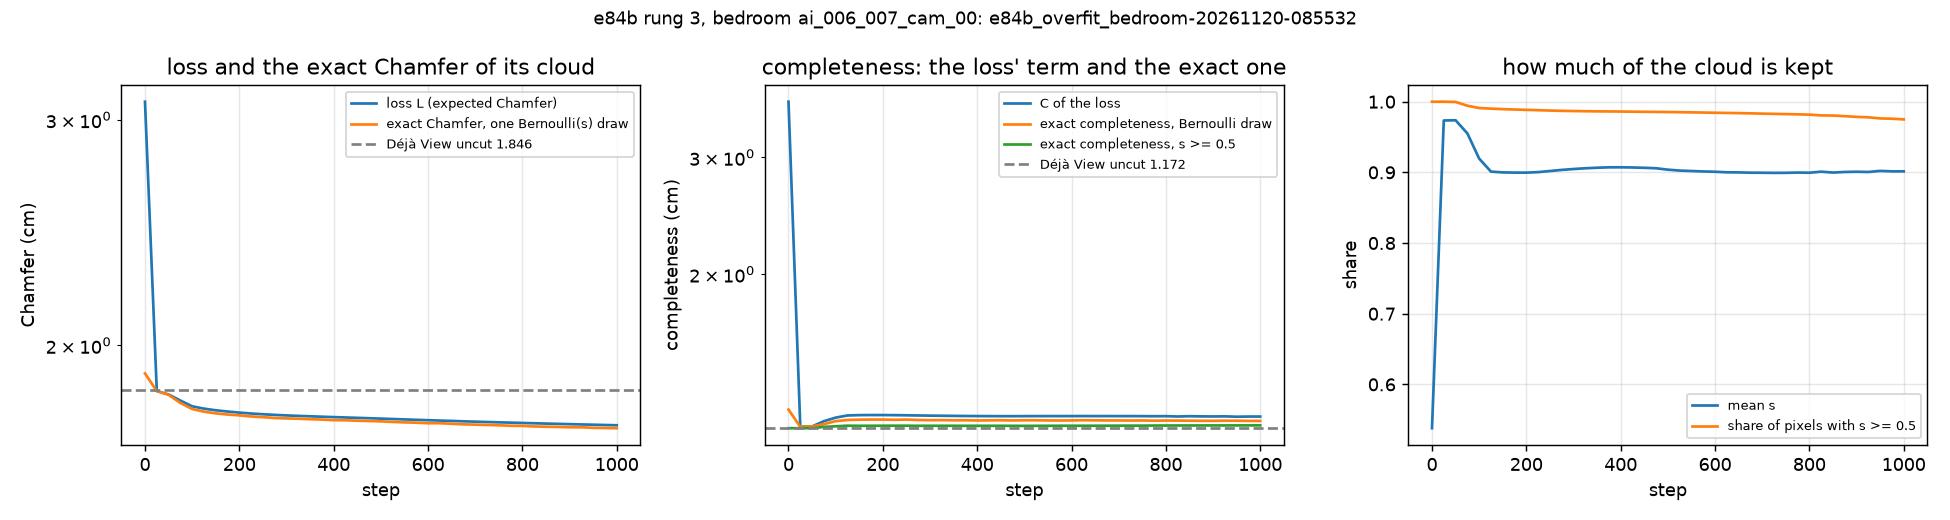 e84b rung 3, bedroom ai_006_007_cam_00: e84b_overfit_bedroom-20261120-085532
loss and the exact Chamfer of its cloud
Chamfer (cm)
3 × 10⁰
2 × 10⁰
loss L (expected Chamfer)
exact Chamfer, one Bernoulli(s) draw
Déjà View uncut 1.846
0 200 400 600 800 1000
step
completeness: the loss' term and the exact one
completeness (cm)
3 × 10⁰
2 × 10⁰
C of the loss
exact completeness, Bernoulli draw
exact completeness, s >= 0.5
Déjà View uncut 1.172
0 200 400 600 800 1000
step
how much of the cloud is kept
share
1.0
0.9
0.8
0.7
0.6
mean s
share of pixels with s >= 0.5
0 200 400 600 800 1000
step